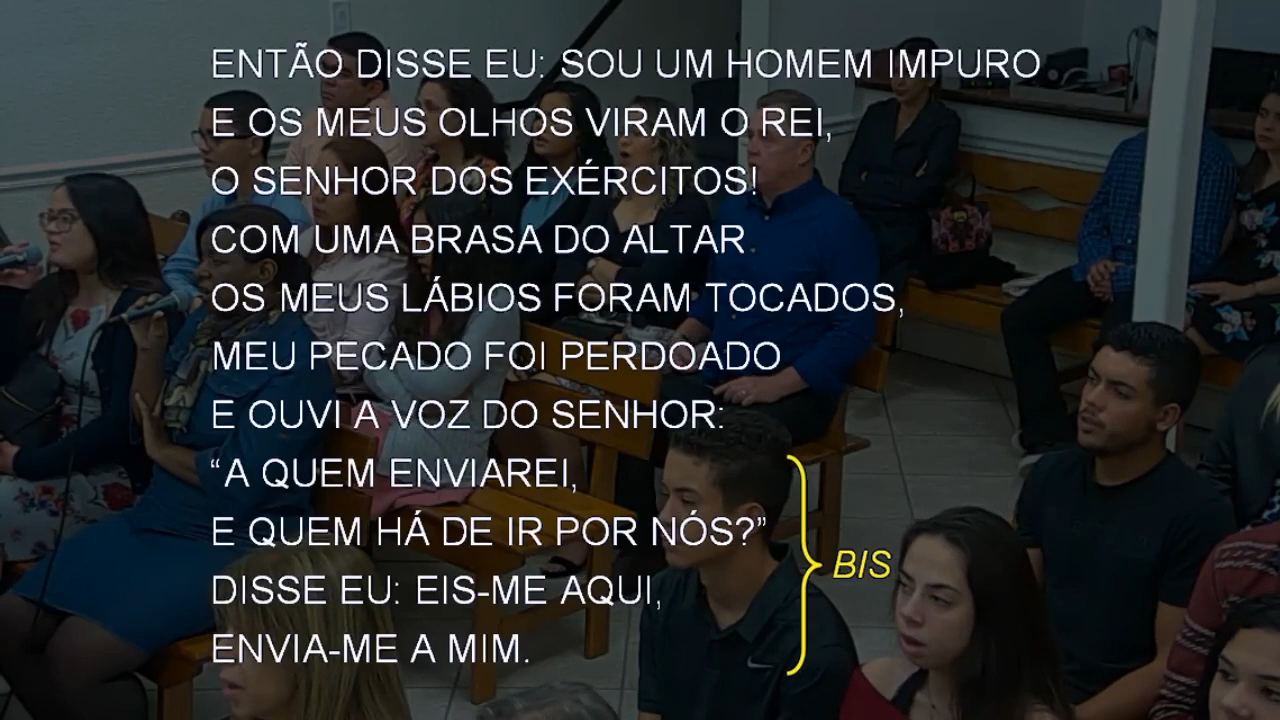 ENTÃO DISSE EU: SOU UM HOMEM IMPURO
E OS MEUS OLHOS VIRAM O REI,
O SENHOR DOS EXÉRCITOS!
COM UMA BRASA DO ALTAR
OS MEUS LÁBIOS FORAM TOCADOS,
MEU PECADO FOI PERDOADO
E OUVI A VOZ DO SENHOR:
“A QUEM ENVIAREI,
E QUEM HÁ DE IR POR NÓS?”
DISSE EU: EIS-ME AQUI,
ENVIA-ME A MIM.
BIS